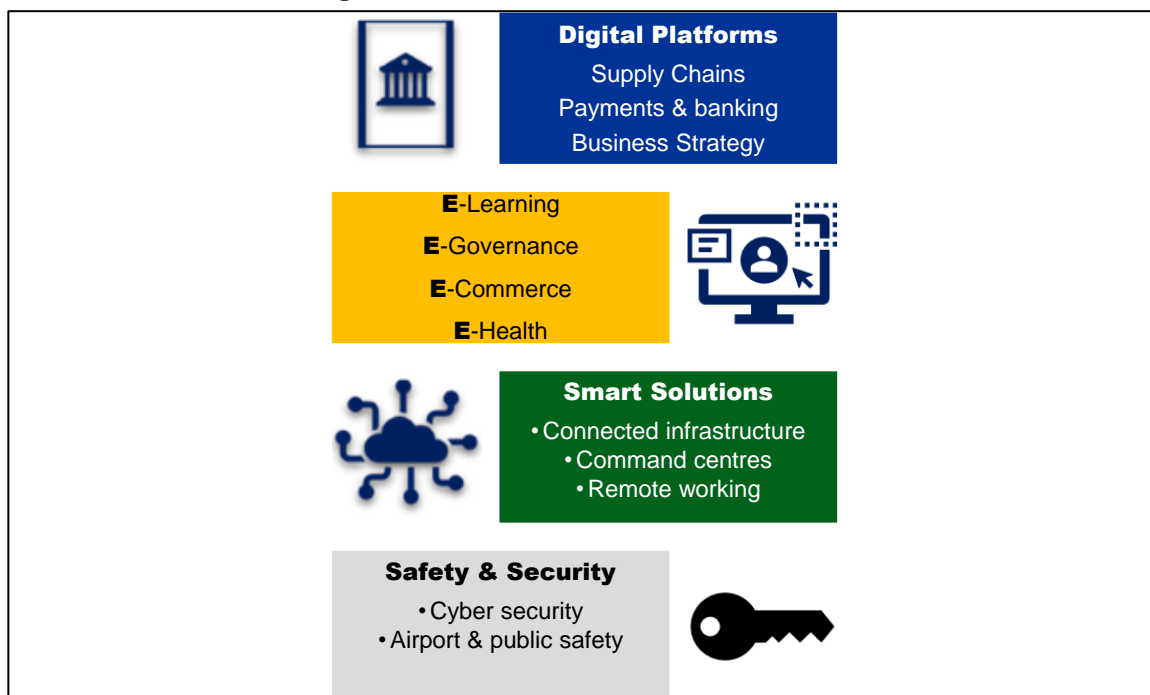 Digital Platforms
Supply Chains
Payments & banking
Business Strategy
E-Learning
E-Governance
E-Commerce
E-Health
Smart Solutions
• Connected infrastructure
• Command centres
• Remote working
Safety & Security
• Cyber security
• Airport & public safety